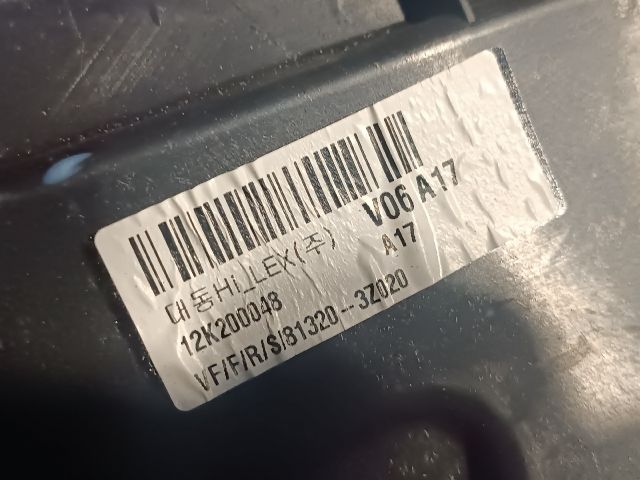 대동HI_LEX(주) V06 A17
12K200048 A17
VF/F/R/S/81320--3Z020